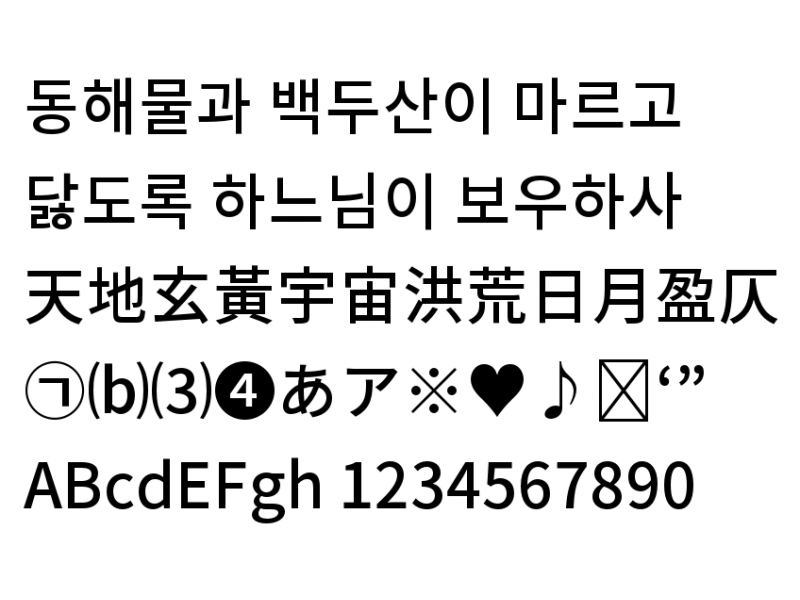 동해물과 백두산이 마르고
닳도록 하느님이 보우하사
天地玄黃宇宙洪荒日月盈仄
㉠⒝⑶❹あア※♥♪‘”
ABcdEFgh 1234567890